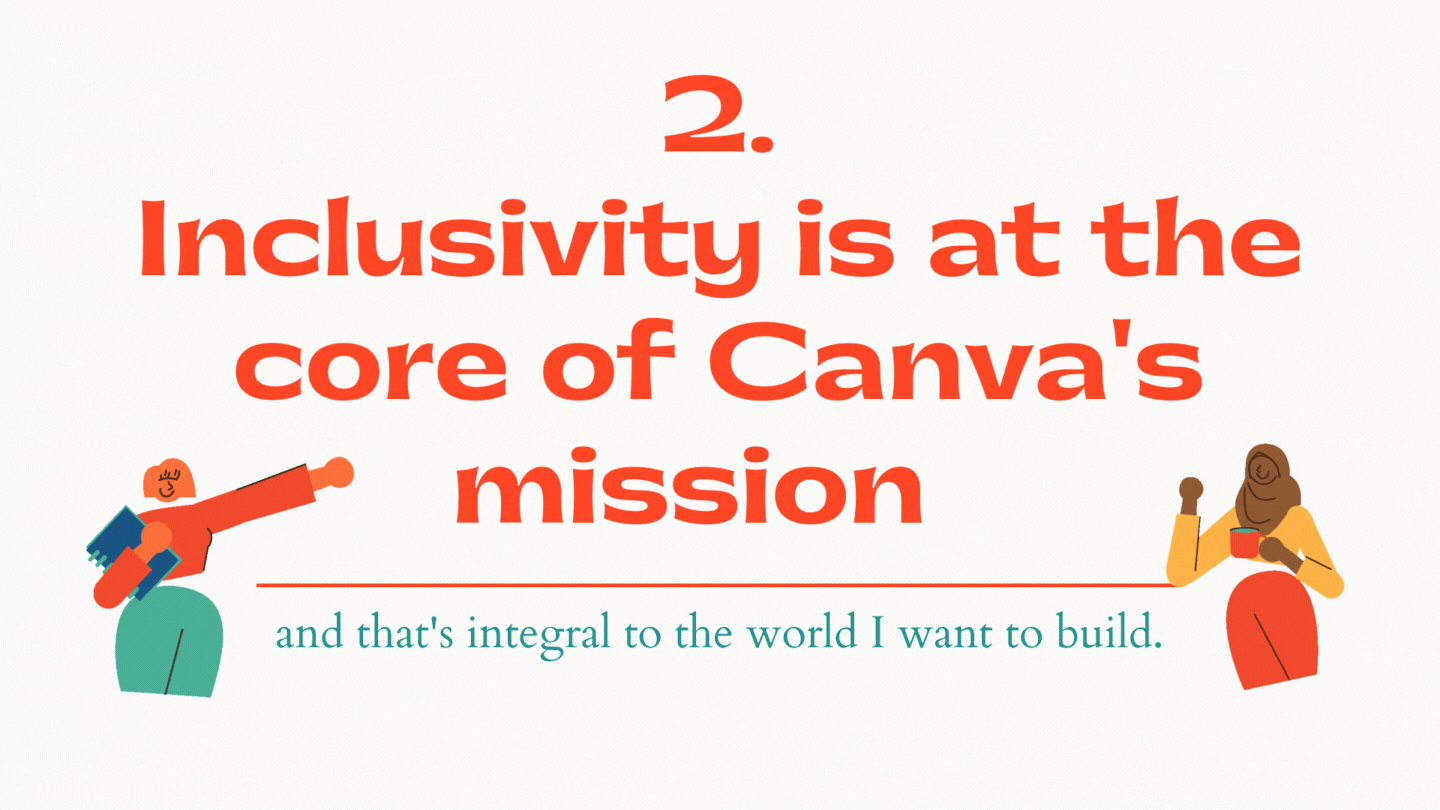 2.
Inclusivity is at the
core of Canva's
mission
and that's integral to the world I want to build.